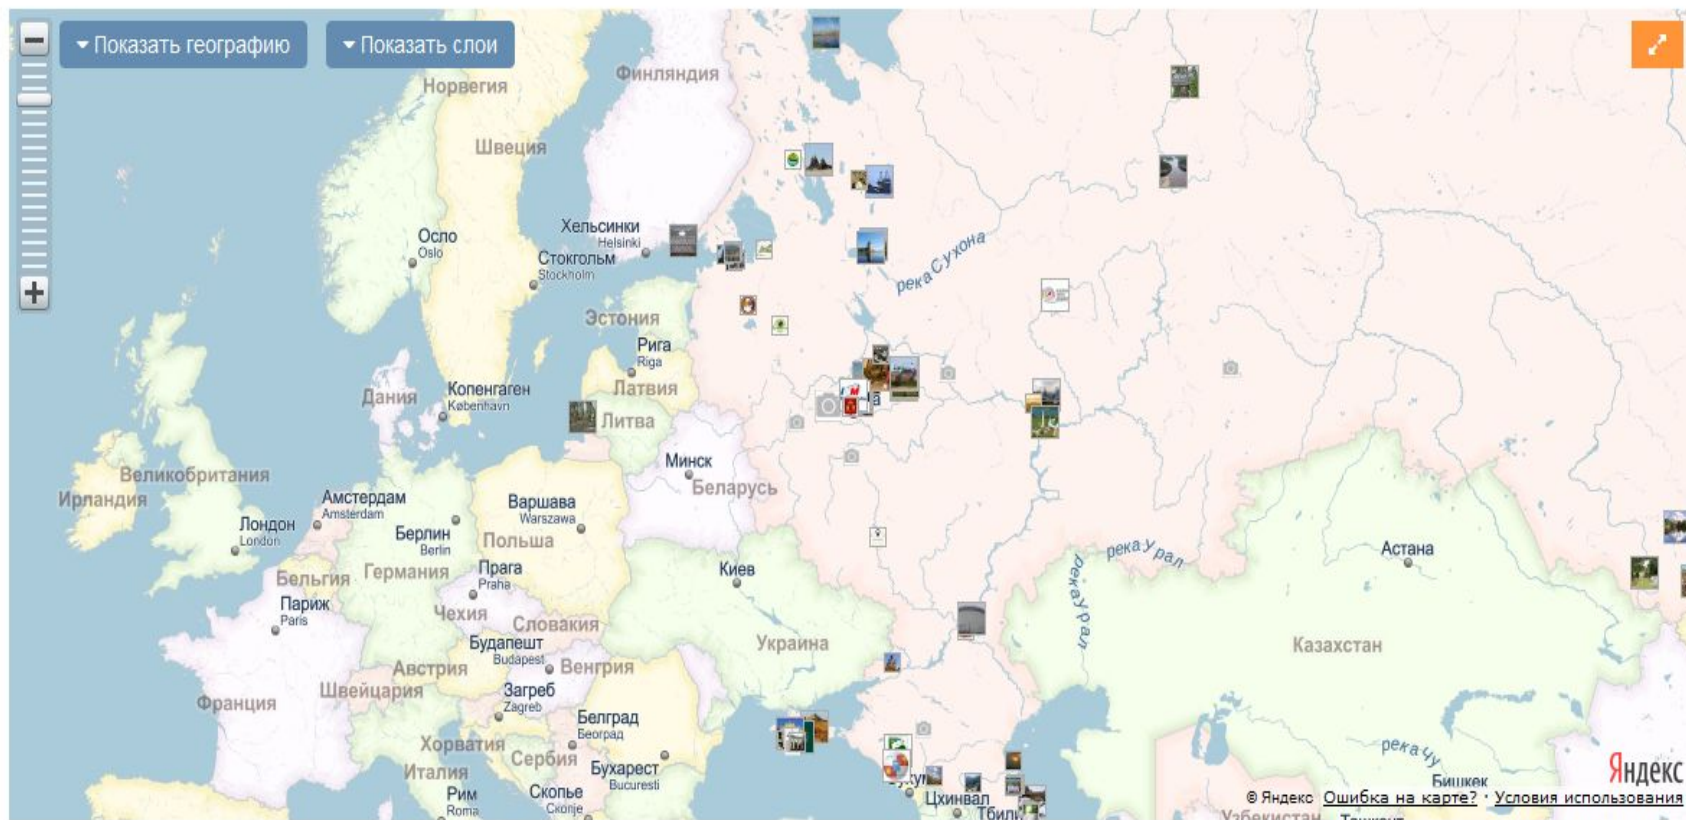 Показать географию
Показать слои
Норвегия
Финляндия
Швеция
Хельсинки
Helsinki
Осло
Oslo
Стокгольм
Stockholm
река Сухона
Эстония
Рига
Riga
Латвия
Дания
Копенгаген
København
Литва
Минск
Беларусь
Великобритания
Ирландия
Амстердам
Amsterdam
Варшава
Warszawa
Лондон
London
Берлин
Berlin
Польша
река Урал
Астана
Бельгия
Германия
Прага
Praha
Киев
река Урал
Париж
Paris
Чехия
Словакия
Украина
Казахстан
Будапешт
Budapest
Австрия
Венгрия
Швейцария
Загреб
Zagreb
Франция
Белград
Београд
Хорватия
Сербия
Бухарест
Bucuresti
река Чу
Италия
Яндекс
Рим
Roma
Скопье
Скопје
Цхинвал
Бишкек
© Яндекс Ошибка на карте? · Условия использования
Узбекистан